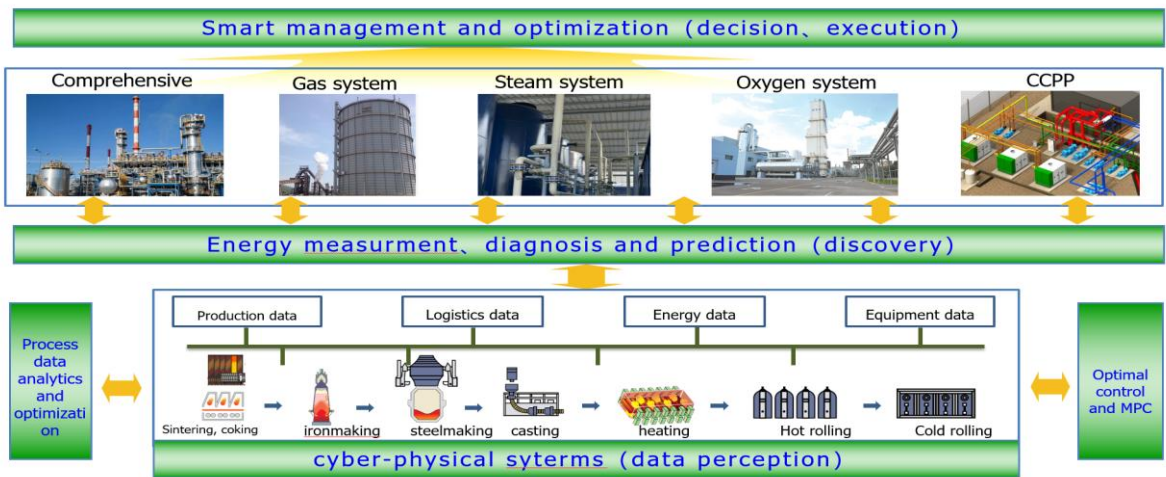 Smart management and optimization (decision、execution)
Comprehensive
Gas system
Steam system
Oxygen system
CCPP
Energy measurment、diagnosis and prediction (discovery)
Production data
Logistics data
Energy data
Equipment data
Process
data
analytics
and
optimizati
on
Optimal
control
and MPC
Sintering, coking
ironmaking
steelmaking
casting
heating
Hot rolling
Cold rolling
cyber-physical syterms (data perception)